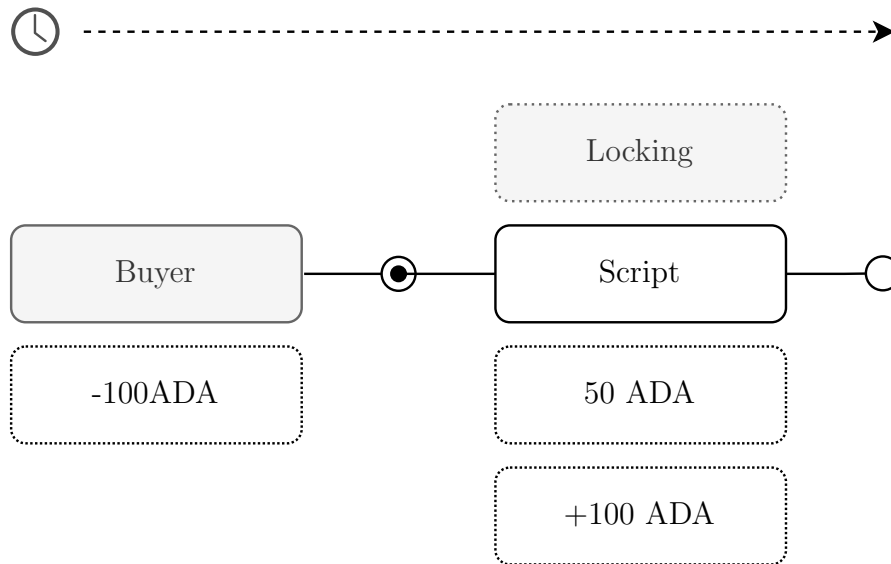 Locking
Buyer
Script
-100ADA
50 ADA
+100 ADA